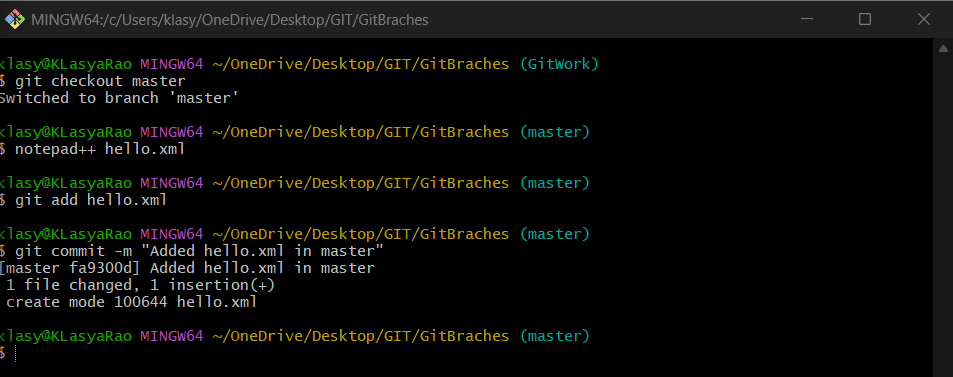 MINGW64:/c/Users/klasy/OneDrive/Desktop/GIT/GitBraches
klasy@KLasyaRao MINGW64 ~/OneDrive/Desktop/GIT/GitBraches (GitWork)
$ git checkout master
Switched to branch 'master'
klasy@KLasyaRao MINGW64 ~/OneDrive/Desktop/GIT/GitBraches (master)
$ notepad++ hello.xml
klasy@KLasyaRao MINGW64 ~/OneDrive/Desktop/GIT/GitBraches (master)
$ git add hello.xml
klasy@KLasyaRao MINGW64 ~/OneDrive/Desktop/GIT/GitBraches (master)
$ git commit -m "Added hello.xml in master"
[master fa9300d] Added hello.xml in master
 1 file changed, 1 insertion(+)
 create mode 100644 hello.xml
klasy@KLasyaRao MINGW64 ~/OneDrive/Desktop/GIT/GitBraches (master)
$